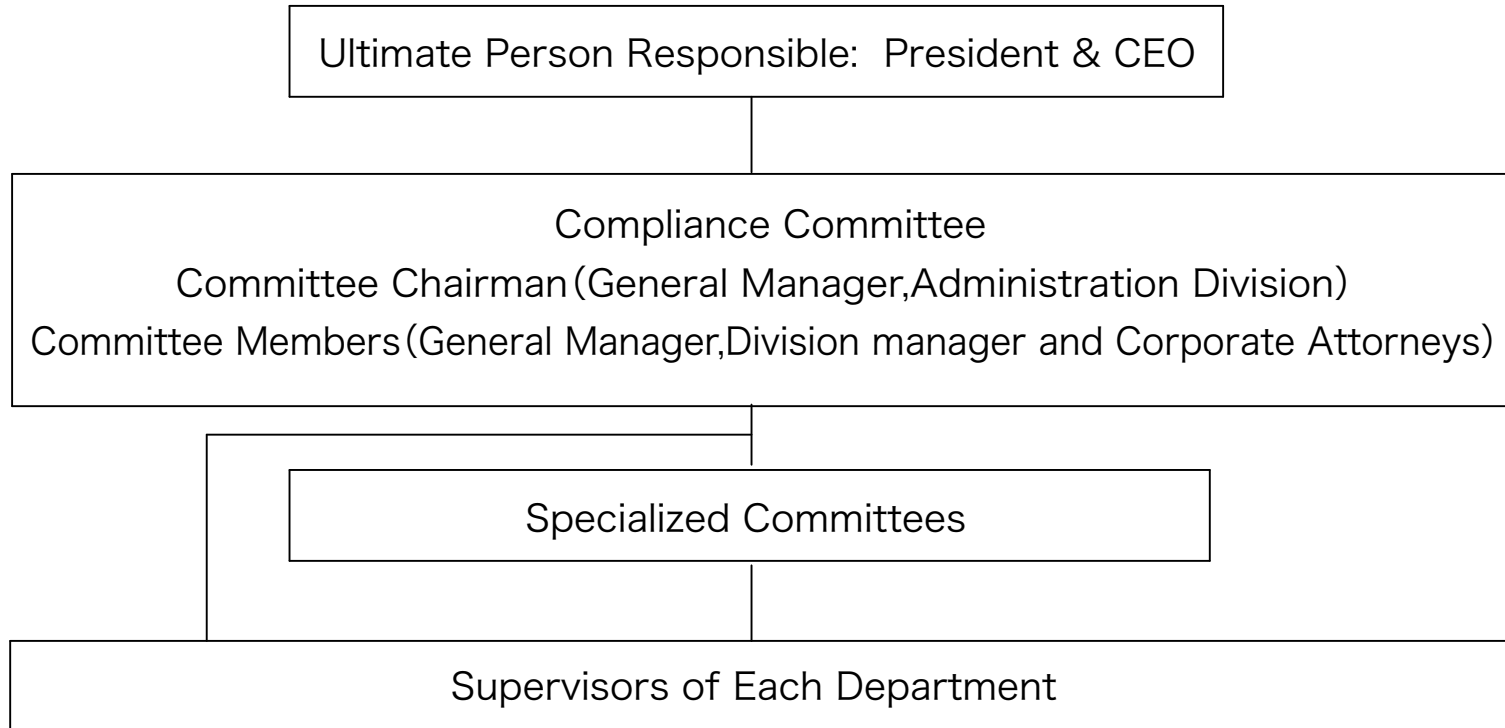 Ultimate Person Responsible:  President & CEO
Compliance Committee
Committee Chairman（General Manager,Administration Division）
Committee Members（General Manager,Division manager and Corporate Attorneys）
Specialized Committees
Supervisors of Each Department